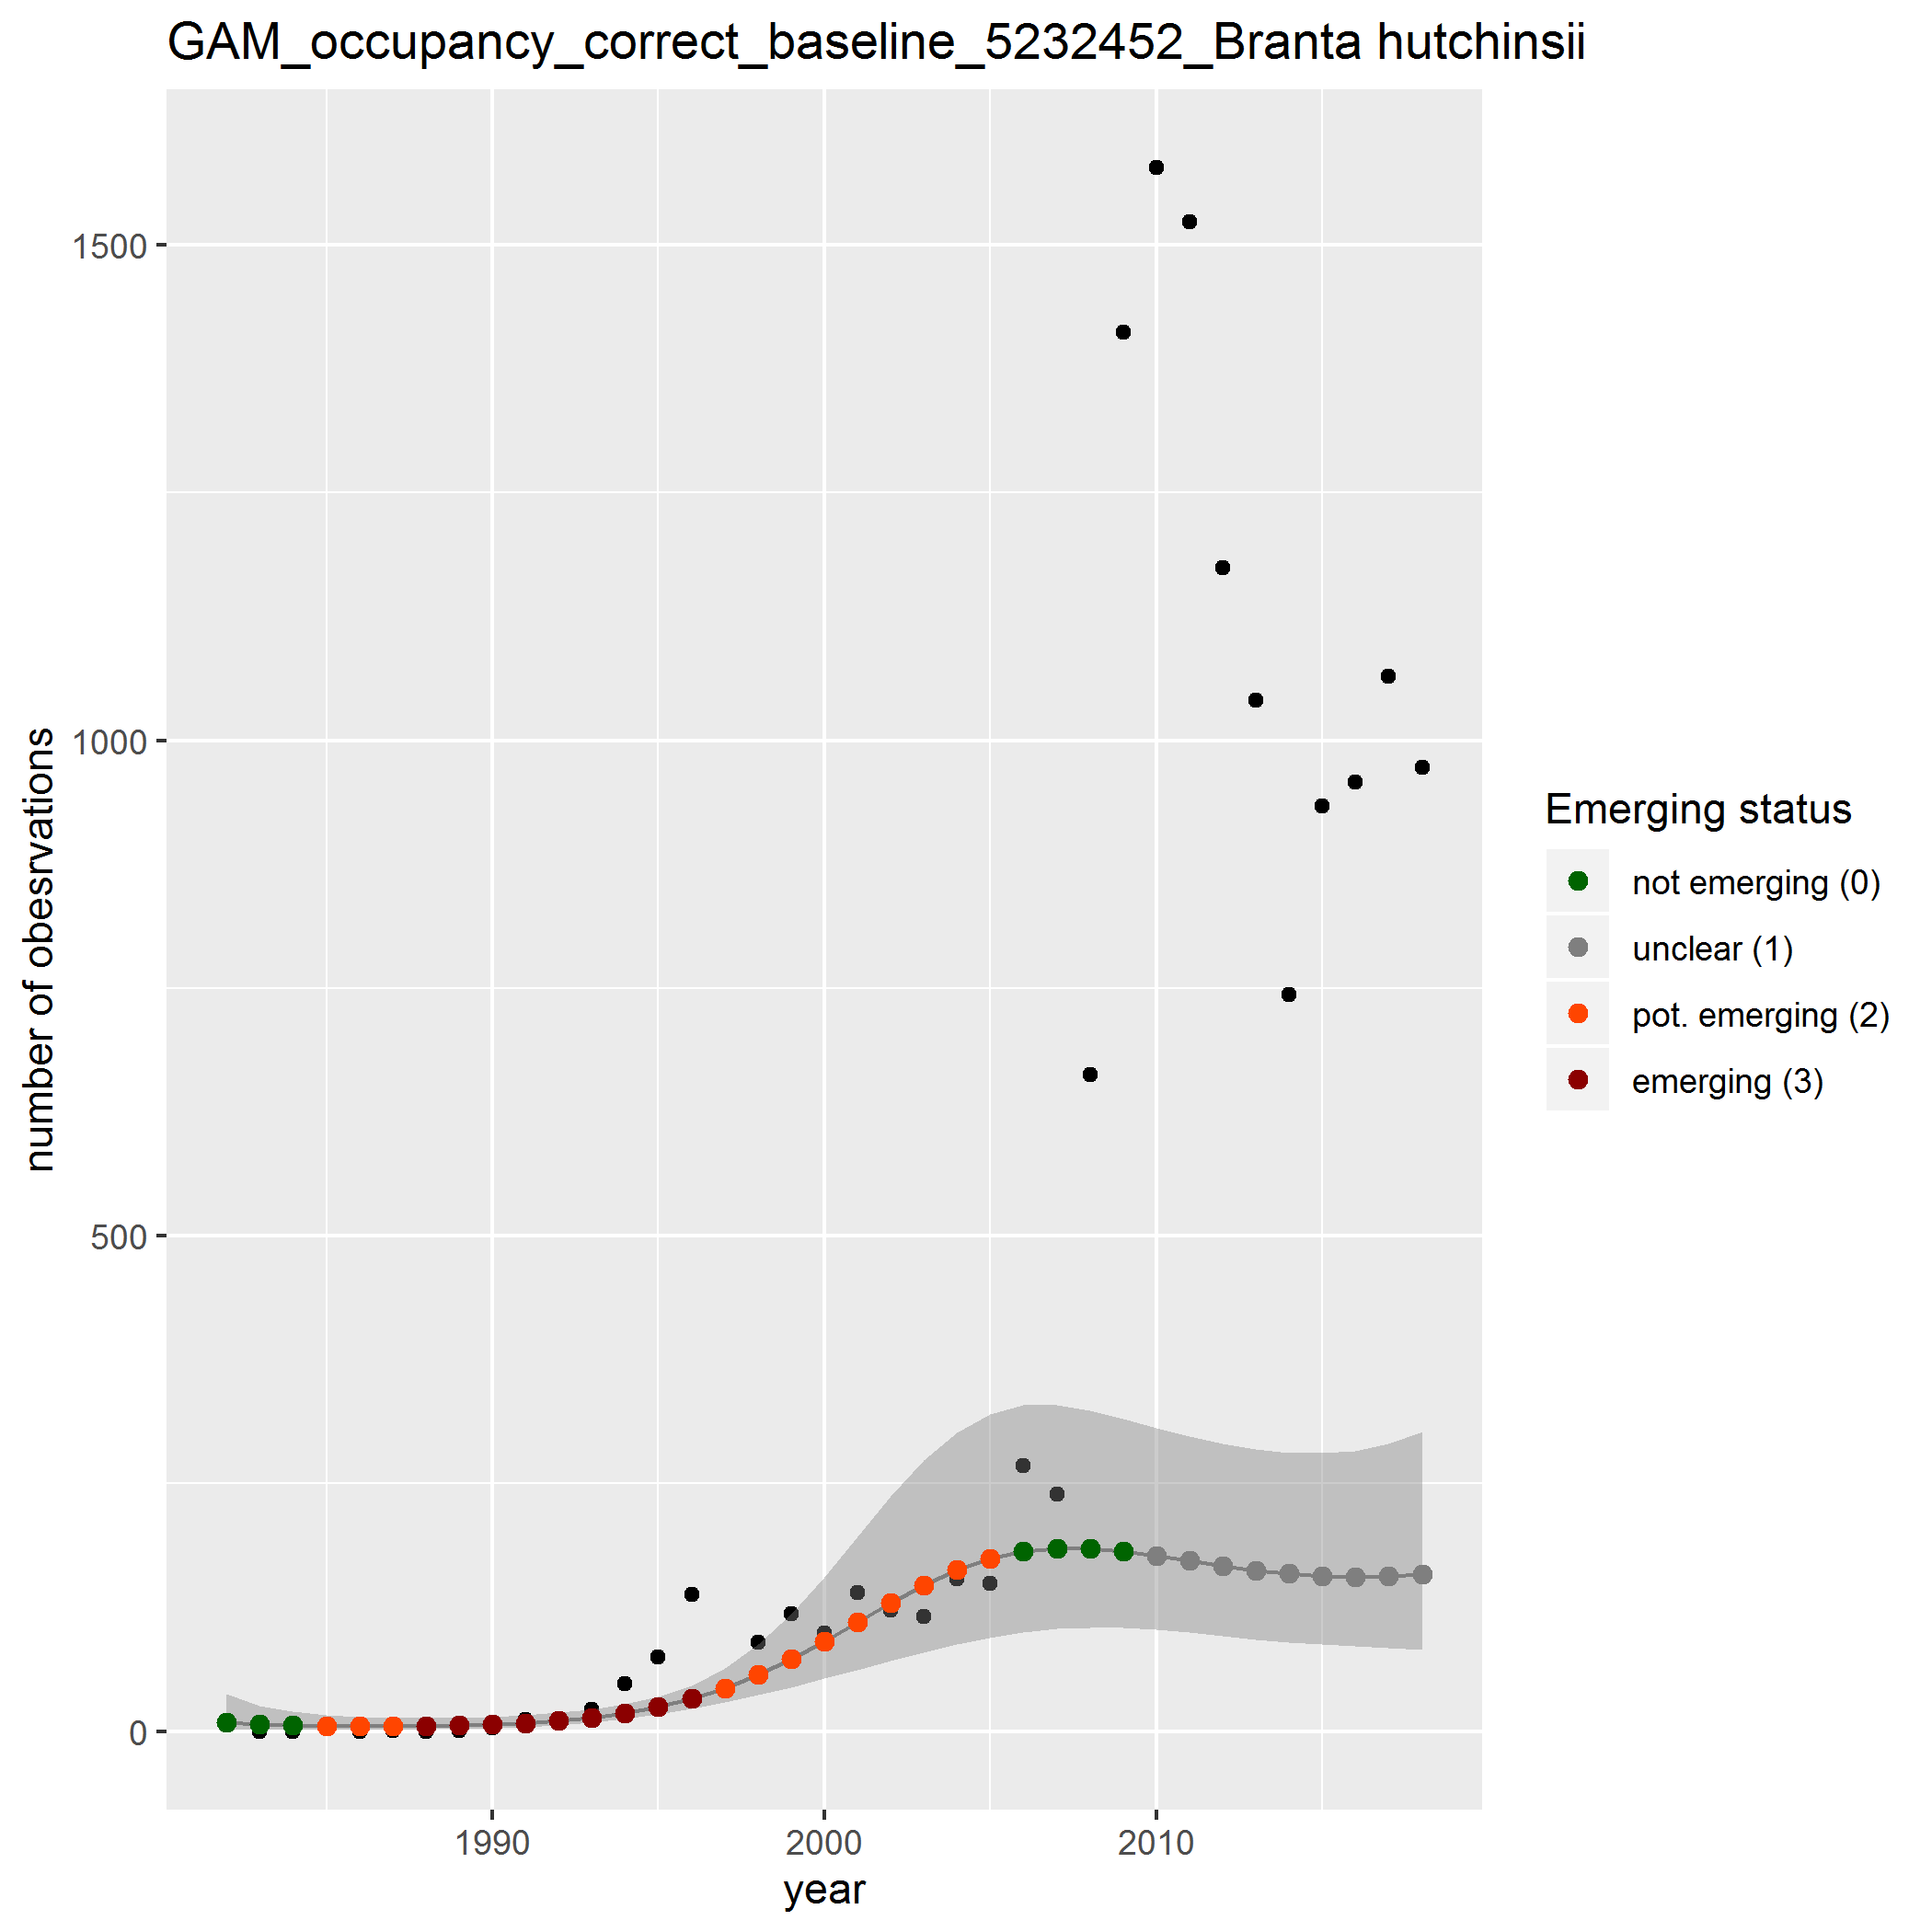 GAM_occupancy_correct_baseline_5232452_Branta hutchinsii
1500
1000
500
0
number of obesrvations
1990
2000
2010
year
Emerging status
not emerging (0)
unclear (1)
pot. emerging (2)
emerging (3)